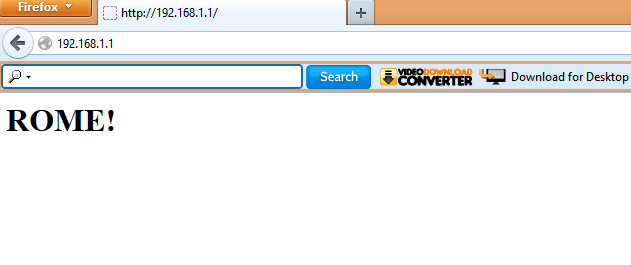 Firefox
http://192.168.1.1/
192.168.1.1
Search VIDEO DOWNLOAD CONVERTER Download for Desktop
ROME!